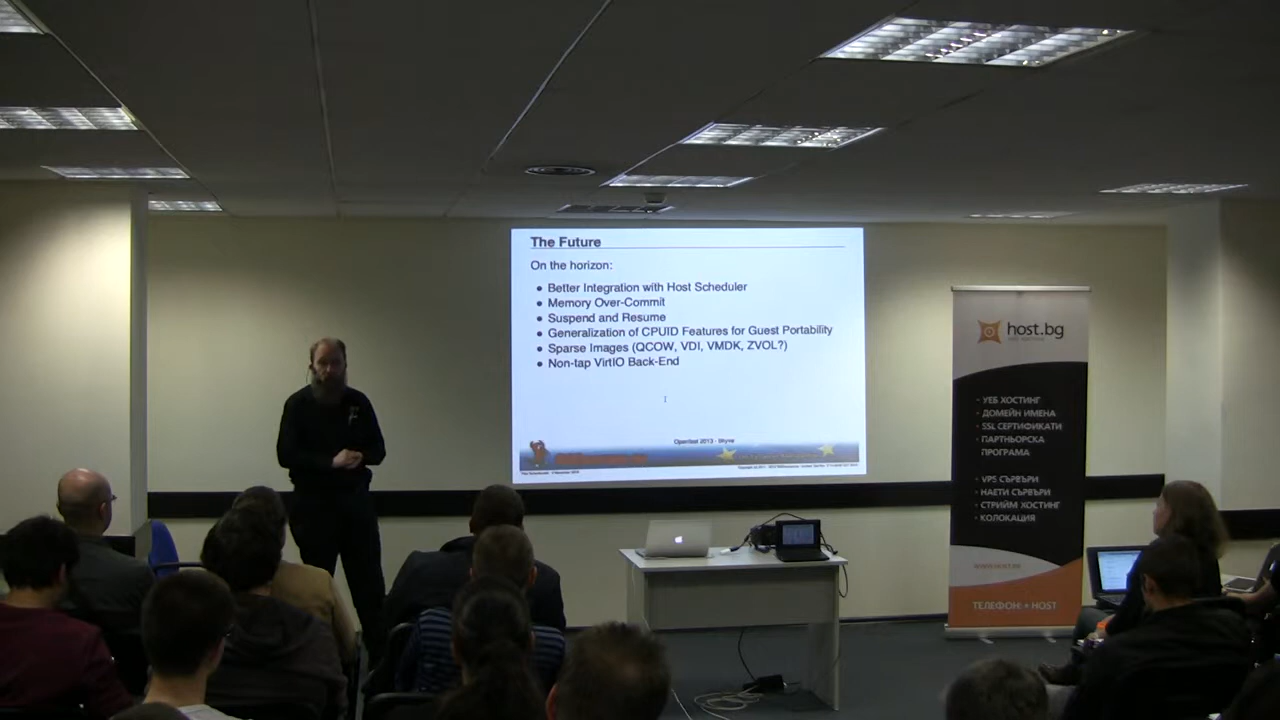 The Future
On the horizon:
• Better Integration with Host Scheduler
• Memory Over-Commit
• Suspend and Resume
• Generalization of CPUID Features for Guest Portability
• Sparse Images (QCOW, VDI, VMDK, ZVOL?)
• Non-tap VirtIO Back-End
OpenFest 2013 - bhyve
host.bg
• УЕБ ХОСТИНГ
• ДОМЕЙН ИМЕНА
• SSL СЕРТИФИКАТИ
• ПАРТНЬОРСКА
ПРОГРАМА
• VPS СЪРВЪРИ
• НАЕТИ СЪРВЪРИ
• СТРИЙМ ХОСТИНГ
• КОЛОКАЦИЯ
ТЕЛЕФОН: • HOST